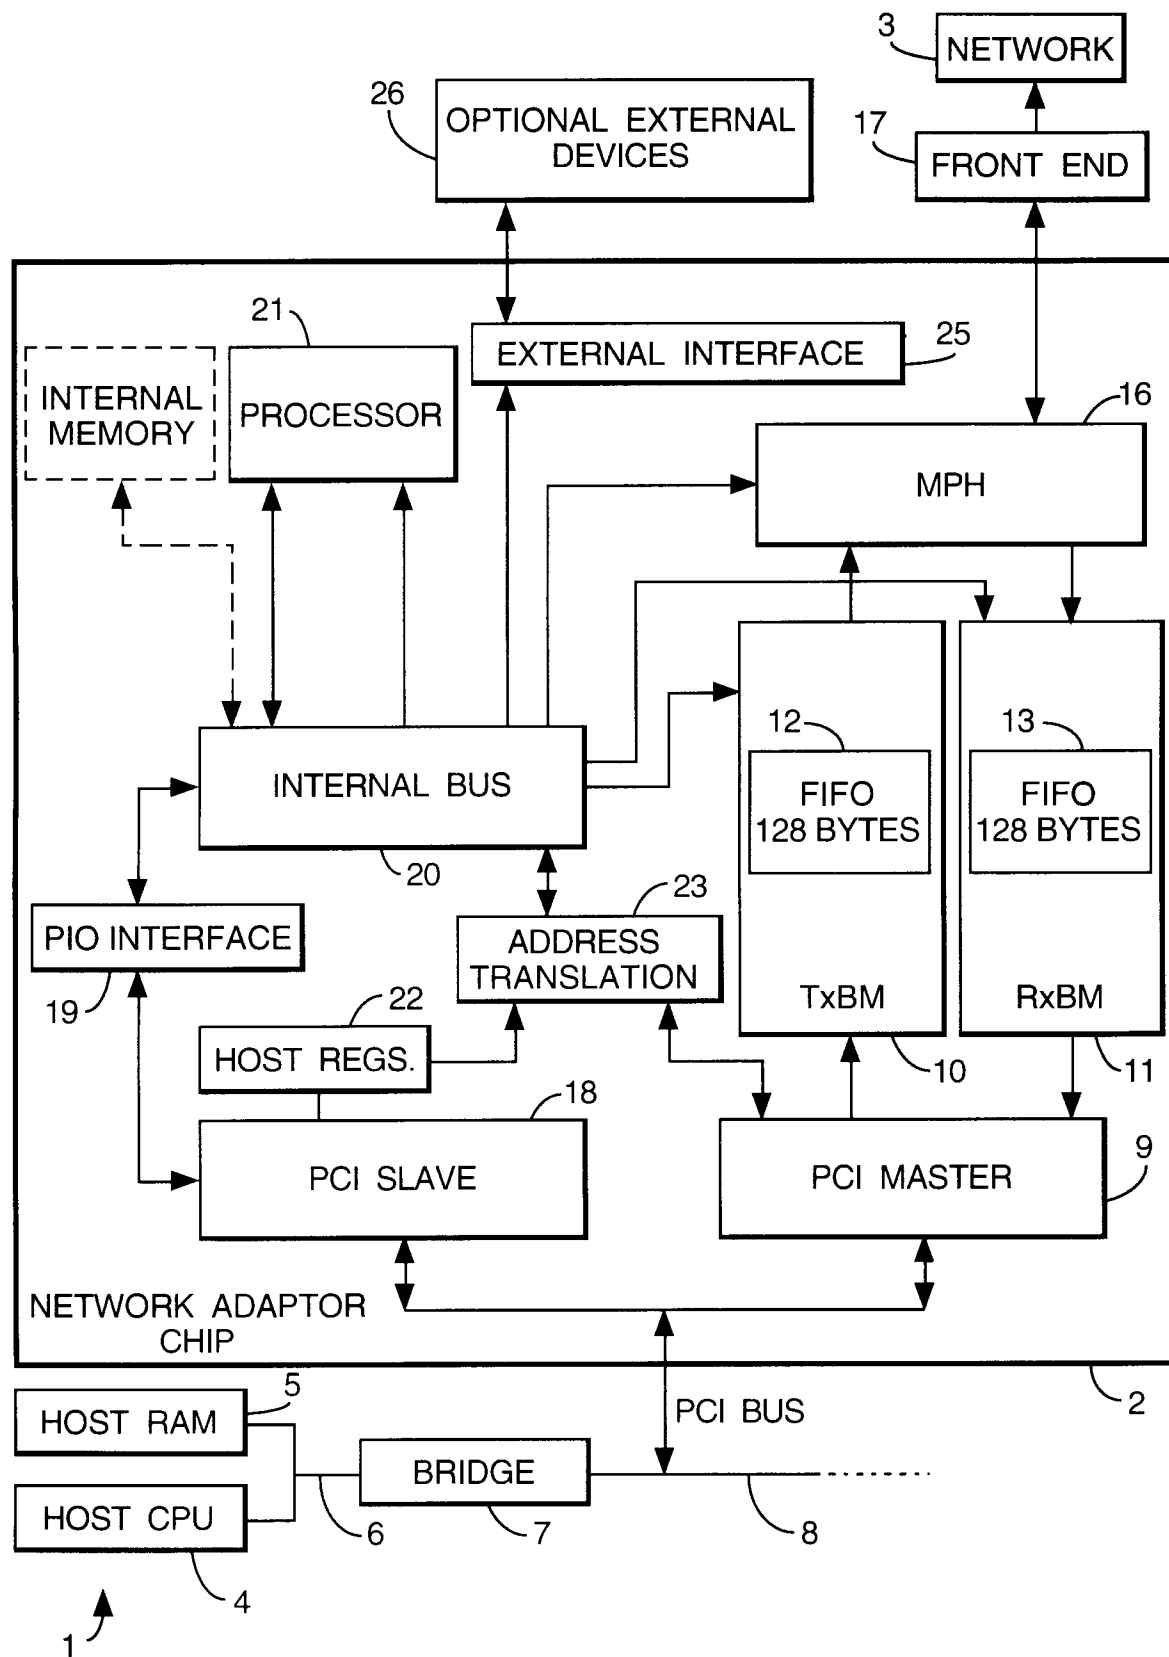 3
NETWORK
26
OPTIONAL EXTERNAL
DEVICES
17
FRONT END
21
25
EXTERNAL INTERFACE
INTERNAL
MEMORY
PROCESSOR
16
MPH
12
13
INTERNAL BUS
FIFO
128 BYTES
FIFO
128 BYTES
20
23
PIO INTERFACE
ADDRESS
TRANSLATION
19
22
TxBM
RxBM
HOST REGS.
10
11
18
PCI SLAVE
PCI MASTER
9
NETWORK ADAPTOR
CHIP
5
2
HOST RAM
PCI BUS
BRIDGE
HOST CPU
6
7
8
4
1